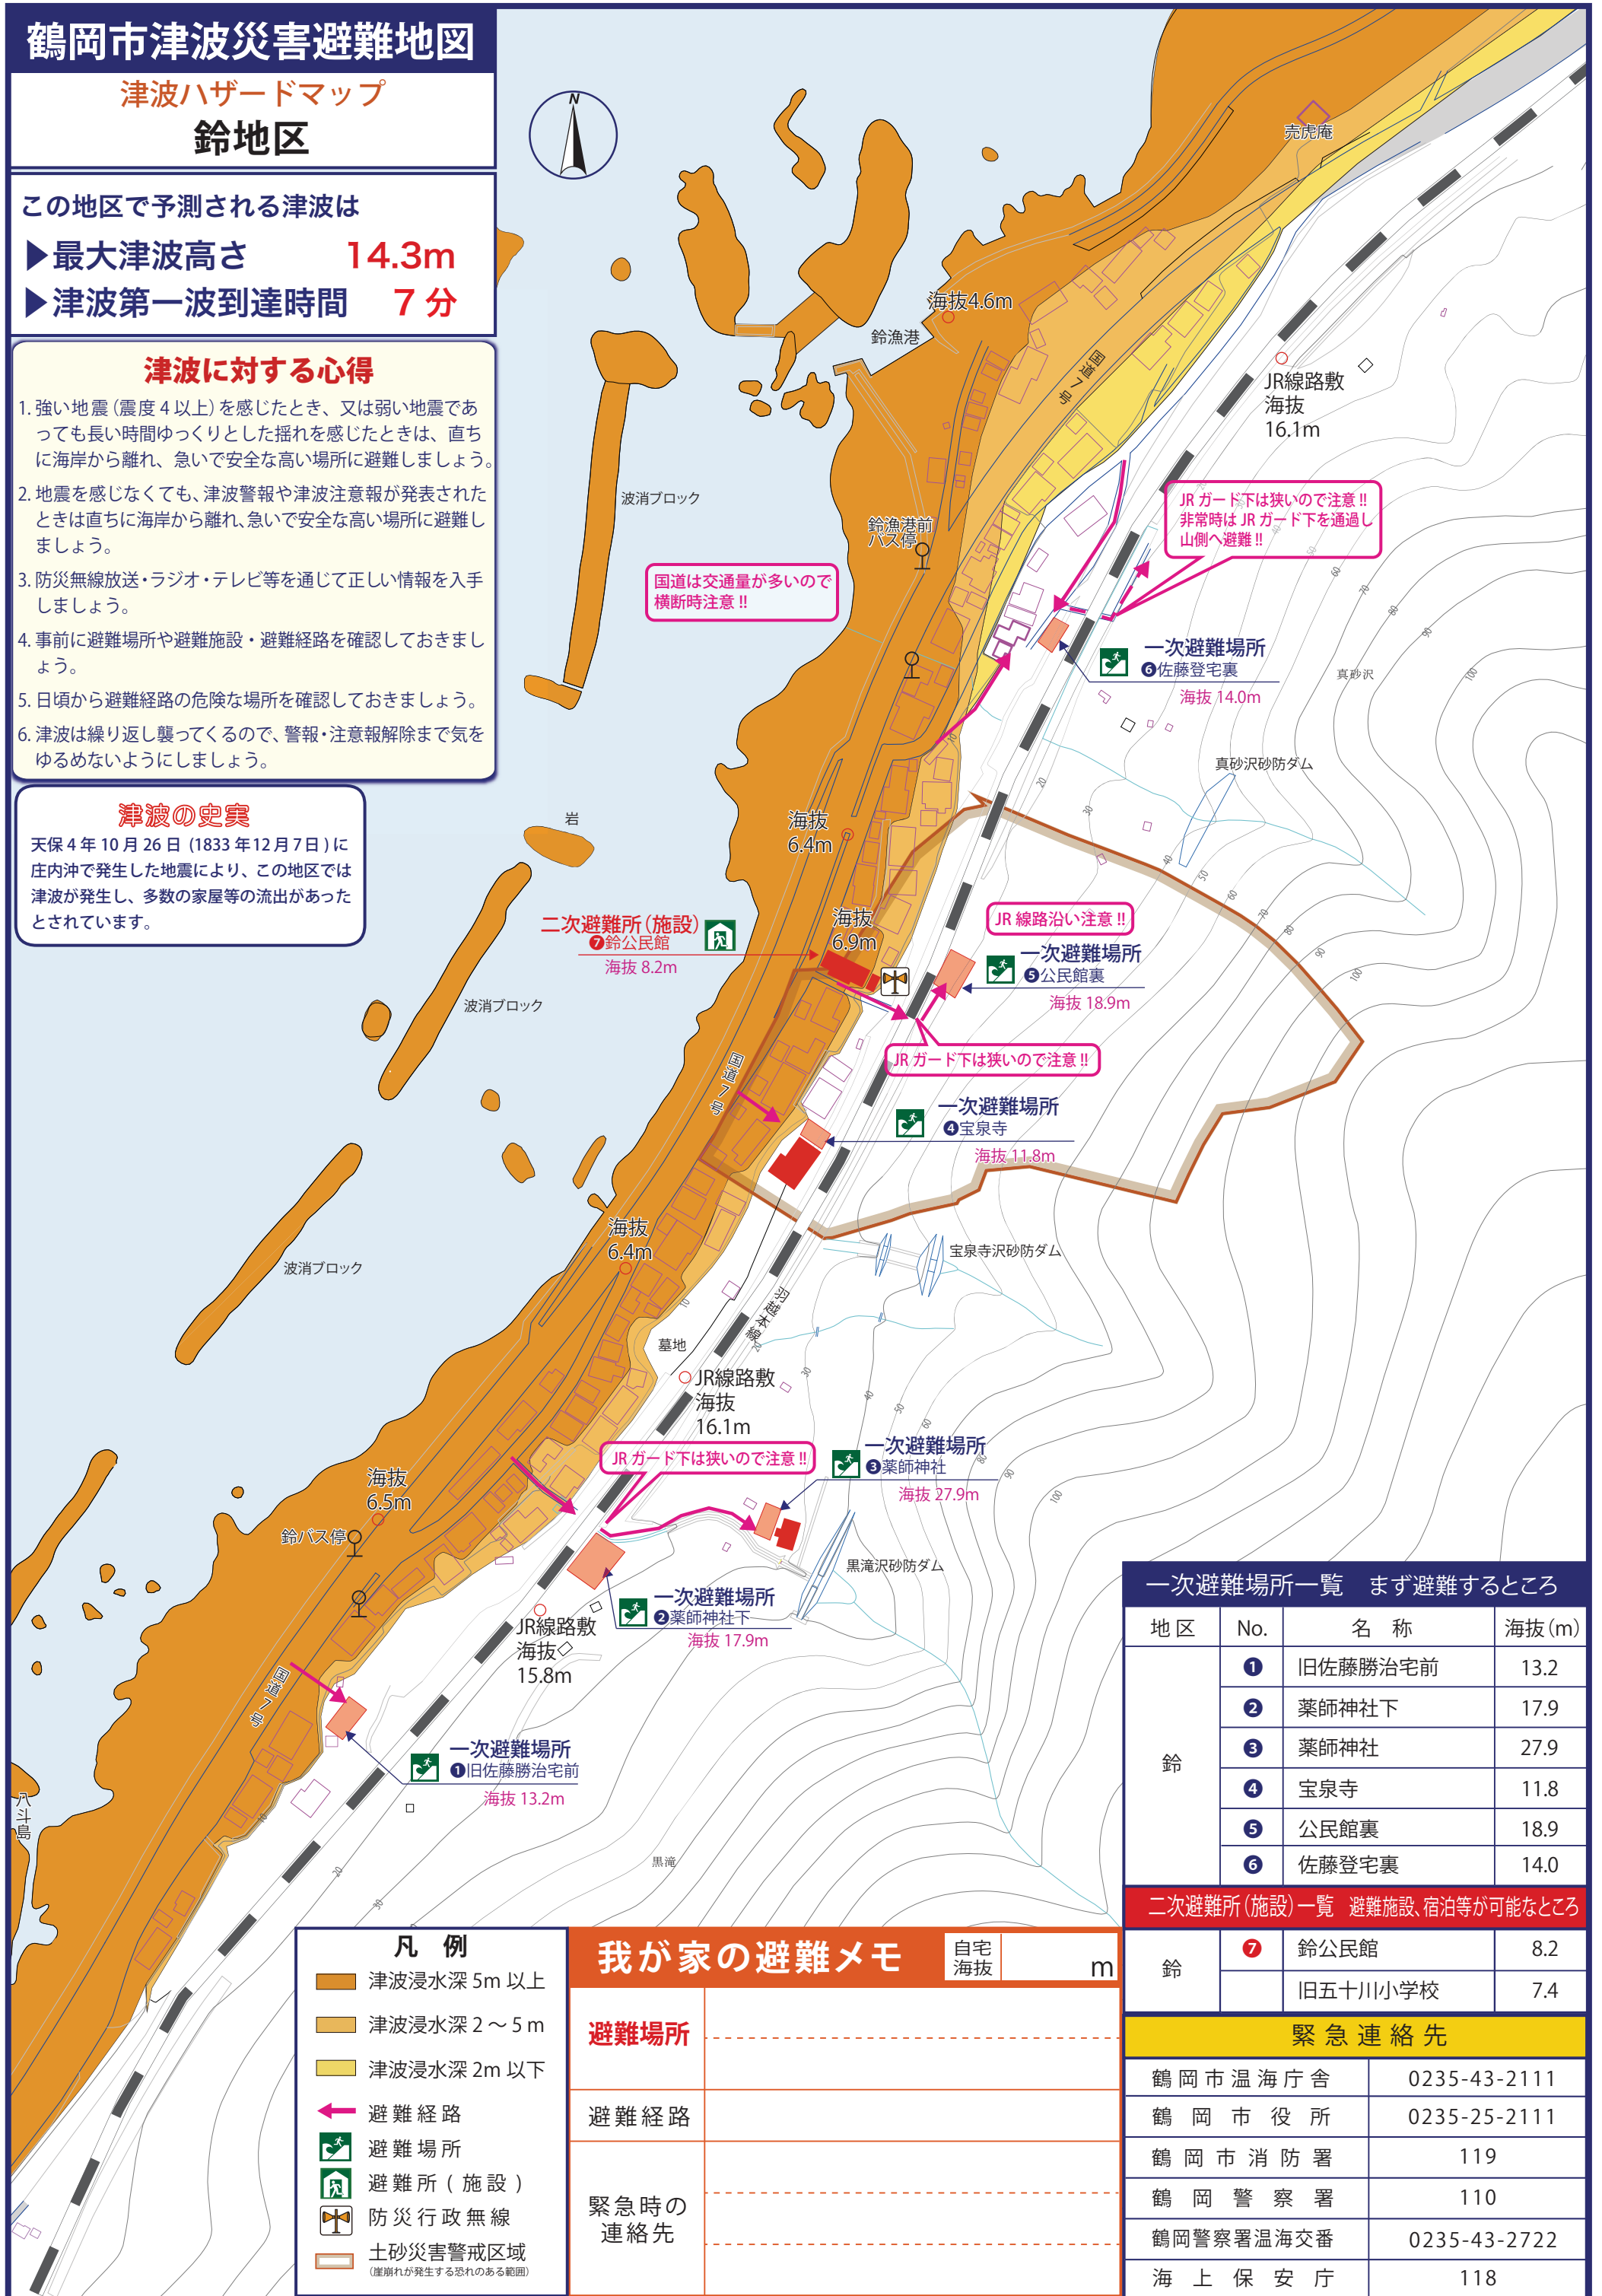 鶴岡市津波災害避難地図
津波ハザードマップ
鈴地区
この地区で予測される津波は
▶最大津波高さ 14.3m
▶津波第一波到達時間 7分
津波に対する心得
1. 強い地震(震度4以上)を感じたとき、又は弱い地震であ
っても長い時間ゆっくりとした揺れを感じたときは、直ち
に海岸から離れ、急いで安全な高い場所に避難しましょう。
2. 地震を感じなくても、津波警報や津波注意報が発表された
ときは直ちに海岸から離れ、急いで安全な高い場所に避難し
ましょう。
3. 防災無線放送・ラジオ・テレビ等を通じて正しい情報を入手
しましょう。
4. 事前に避難場所や避難施設・避難経路を確認しておきまし
ょう。
5. 日頃から避難経路の危険な場所を確認しておきましょう。
6. 津波は繰り返し襲ってくるので、警報・注意報解除まで気を
ゆるめないようにしましょう。
津波の史実
天保4年10月26日(1833年12月7日)に
庄内沖で発生した地震により、この地区では
津波が発生し、多数の家屋等の流出があった
とされています。
N
売虎庵
海抜4.6m
鈴漁港
国道7号
JR線路敷
海抜
16.1m
波消ブロック
鈴漁港前
バス停
JRガード下は狭いので注意!!
非常時はJRガード下を通過し
山側へ避難!!
国道は交通量が多いので
横断時注意!!
一次避難場所
❻佐藤登宅裏
海抜 14.0m
真砂沢
真砂沢砂防ダム
岩
海抜
6.4m
二次避難所(施設)
❼鈴公民館
海抜 8.2m
海抜
6.9m
JR線路沿い注意!!
一次避難場所
❺公民館裏
海抜 18.9m
波消ブロック
JRガード下は狭いので注意!!
国道7号
一次避難場所
❹宝泉寺
海抜 11.8m
海抜
6.4m
宝泉寺沢砂防ダム
波消ブロック
羽越本線
墓地
JR線路敷
海抜
16.1m
JRガード下は狭いので注意!!
一次避難場所
❸薬師神社
海抜 27.9m
海抜
6.5m
鈴バス停
黒滝沢砂防ダム
一次避難場所
❷薬師神社下
海抜 17.9m
JR線路敷
海抜
15.8m
国道7号
一次避難場所
❶旧佐藤勝治宅前
海抜 13.2m
八斗島
黒滝
一次避難場所一覧 まず避難するところ
地区 No. 名称 海抜(m)
鈴
❶ 旧佐藤勝治宅前 13.2
❷ 薬師神社下 17.9
❸ 薬師神社 27.9
❹ 宝泉寺 11.8
❺ 公民館裏 18.9
❻ 佐藤登宅裏 14.0
二次避難所(施設)一覧 避難施設、宿泊等が可能なところ
鈴
❼ 鈴公民館 8.2
旧五十川小学校 7.4
緊急連絡先
鶴岡市温海庁舎 0235-43-2111
鶴岡市役所 0235-25-2111
鶴岡市消防署 119
鶴岡警察署 110
鶴岡警察署温海交番 0235-43-2722
海上保安庁 118
凡例
津波浸水深5m以上
津波浸水深2〜5m
津波浸水深2m以下
避難経路
避難場所
避難所(施設)
防災行政無線
土砂災害警戒区域
(崖崩れが発生する恐れのある範囲)
我が家の避難メモ
自宅
海抜 m
避難場所
避難経路
緊急時の
連絡先